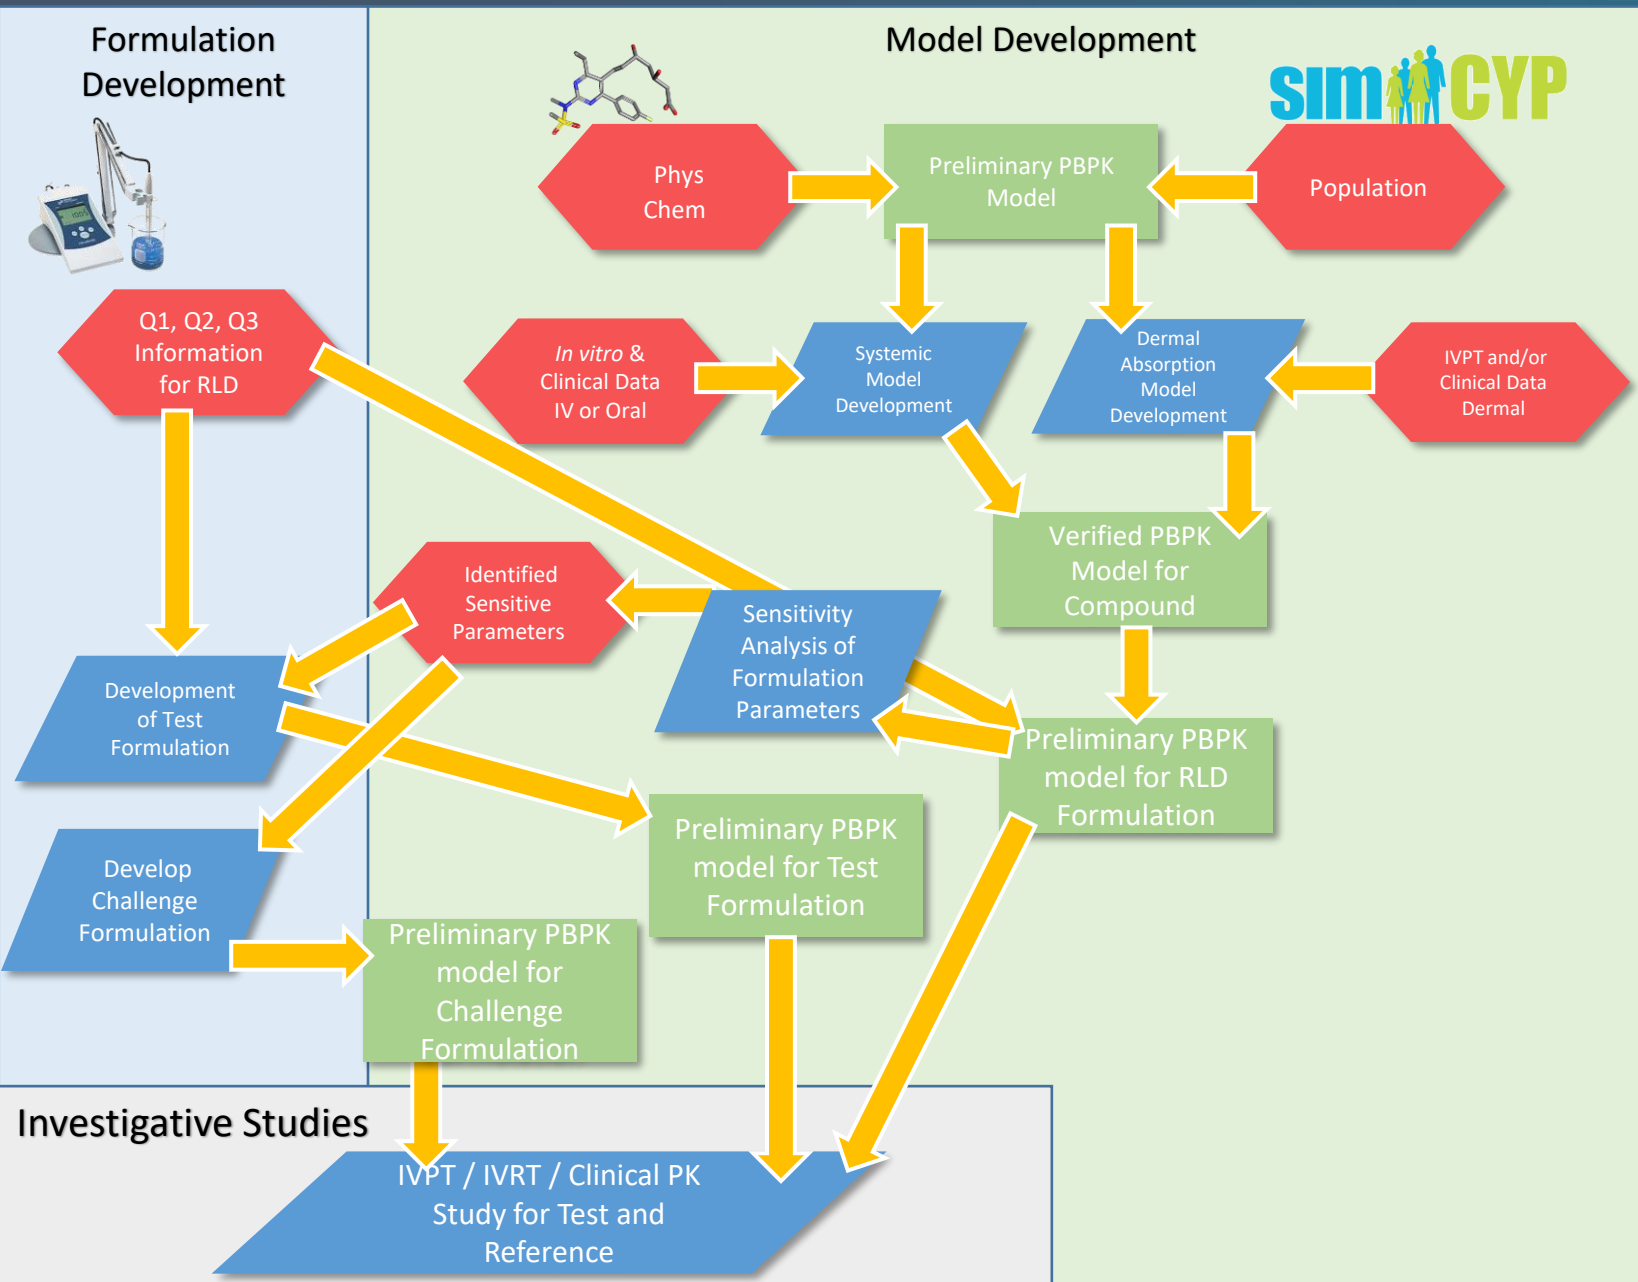 Formulation
Development
Model Development
simCYP
Phys
Chem
Preliminary PBPK
Model
Population
Q1, Q2, Q3
Information
for RLD
In vitro &
Clinical Data
IV or Oral
Systemic
Model
Development
Dermal
Absorption
Model
Development
IVPT and/or
Clinical Data
Dermal
Verified PBPK
Model for
Compound
Identified
Sensitive
Parameters
Sensitivity
Analysis of
Formulation
Parameters
Development
of Test
Formulation
Preliminary PBPK
model for RLD
Formulation
Preliminary PBPK
model for Test
Formulation
Develop
Challenge
Formulation
Preliminary PBPK
model for
Challenge
Formulation
Investigative Studies
IVPT / IVRT / Clinical PK
Study for Test and
Reference